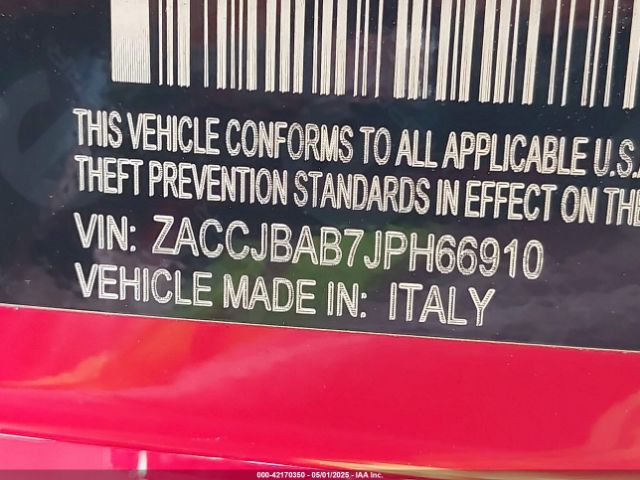 THIS VEHICLE CONFORMS TO ALL APPLICABLE U.S.A
THEFT PREVENTION STANDARDS IN EFFECT ON THE
VIN: ZACCJBAB7JPH66910
VEHICLE MADE IN: ITALY
000-42170350 - 05/01/2025 - IAA, Inc.